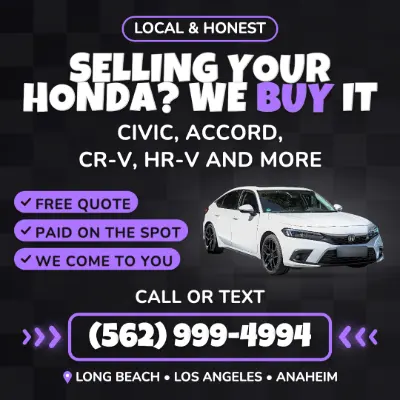 LOCAL & HONEST
SELLING YOUR
HONDA? WE BUY IT
CIVIC, ACCORD,
CR-V, HR-V AND MORE
FREE QUOTE
PAID ON THE SPOT
WE COME TO YOU
CALL OR TEXT
(562) 999-4994
LONG BEACH • LOS ANGELES • ANAHEIM